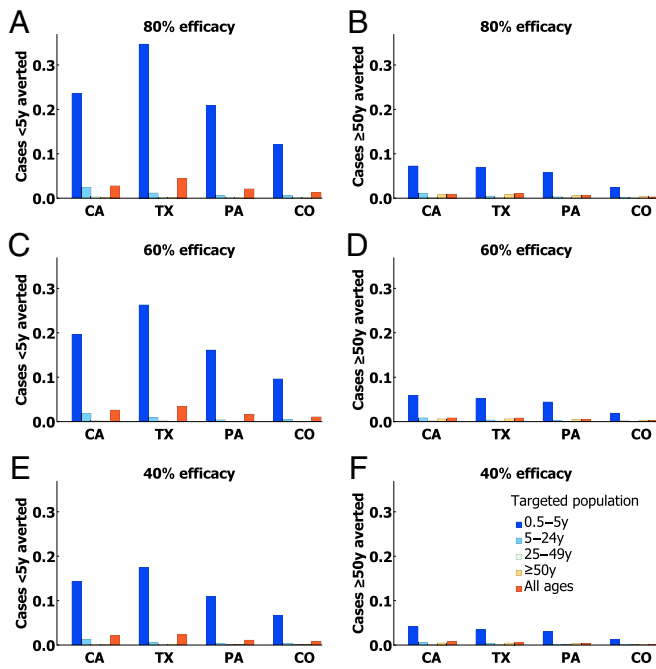 A
80% efficacy
Cases <5y averted
0.3
0.2
0.1
0.0
CA TX PA CO
B
80% efficacy
Cases ≥50y averted
0.3
0.2
0.1
0.0
CA TX PA CO
C
60% efficacy
Cases <5y averted
0.3
0.2
0.1
0.0
CA TX PA CO
D
60% efficacy
Cases ≥50y averted
0.3
0.2
0.1
0.0
CA TX PA CO
E
40% efficacy
Cases <5y averted
0.3
0.2
0.1
0.0
CA TX PA CO
F
40% efficacy
Cases ≥50y averted
0.3
0.2
0.1
0.0
CA TX PA CO
Targeted population
0.5–5y
5–24y
25–49y
≥50y
All ages